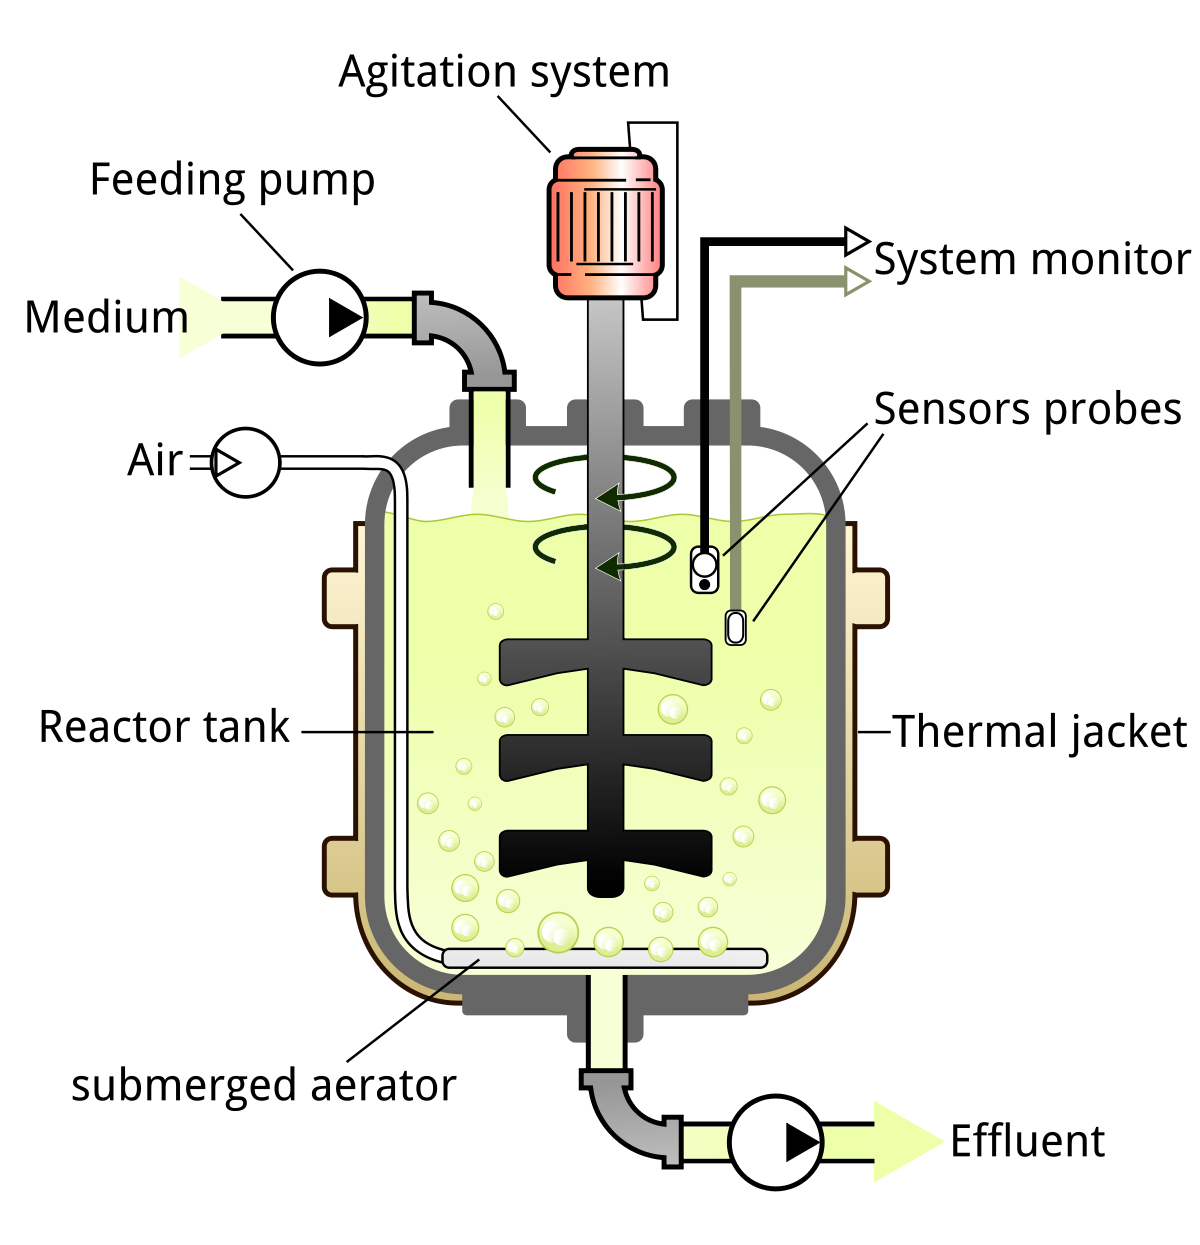 Agitation system
Feeding pump
System monitor
Medium
Sensors probes
Air
Reactor tank
Thermal jacket
submerged aerator
Effluent